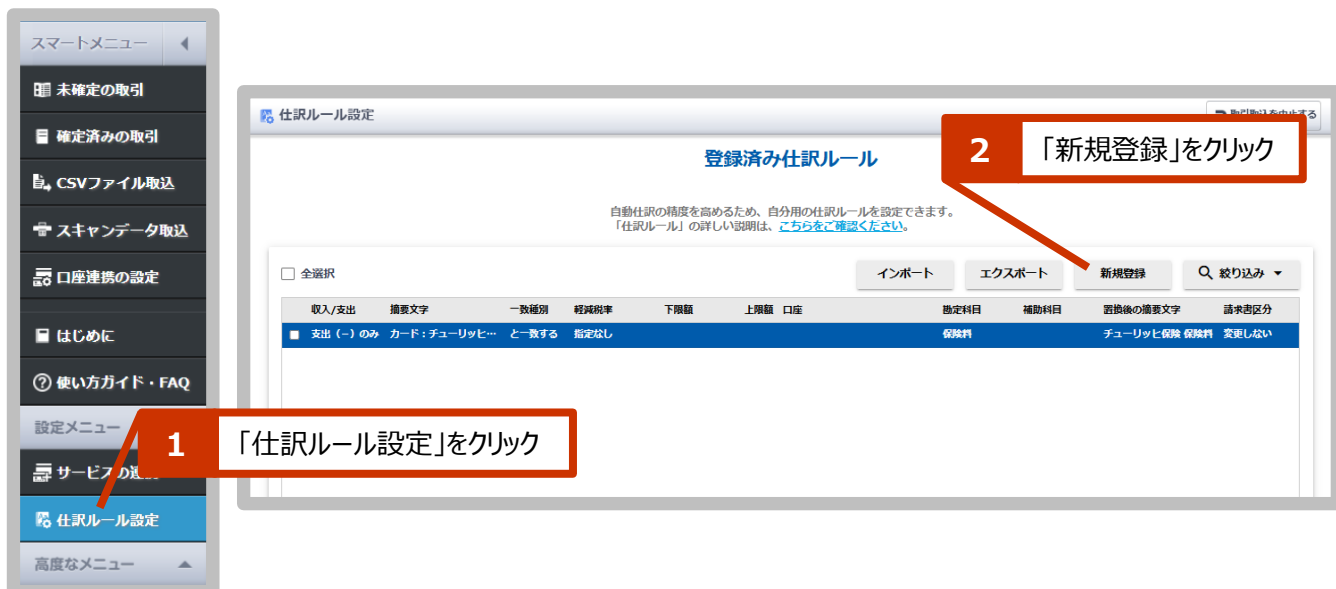 スマートメニュー
未確定の取引
確定済みの取引
CSVファイル取込
スキャンデータ取込
口座連携の設定
はじめに
使い方ガイド・FAQ
設定メニュー
サービスの連携
仕訳ルール設定
高度なメニュー
1 「仕訳ルール設定」をクリック
仕訳ルール設定
取引取込を中止する
2 「新規登録」をクリック
登録済み仕訳ルール
自動仕訳の精度を高めるため、自分用の仕訳ルールを設定できます。
「仕訳ルール」の詳しい説明は、こちらをご確認ください。
全選択 インポート エクスポート 新規登録 絞り込み
収入/支出 摘要文字 一致種別 軽減税率 下限額 上限額 口座 勘定科目 補助科目 置換後の摘要文字 請求書区分
支出(-)のみ カード:チューリッヒ… と一致する 指定なし 保険料 チューリッヒ保険 保険料 変更しない